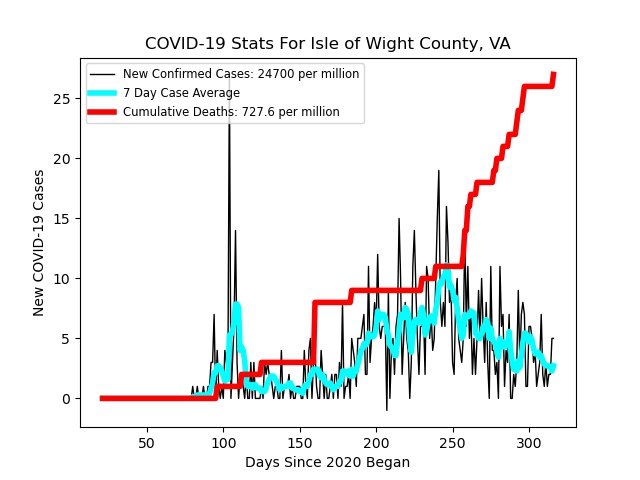 COVID-19 Stats For Isle of Wight County, VA
New Confirmed Cases: 24700 per million
7 Day Case Average
Cumulative Deaths: 727.6 per million
New COVID-19 Cases
25
20
15
10
5
0
50 100 150 200 250 300
Days Since 2020 Began